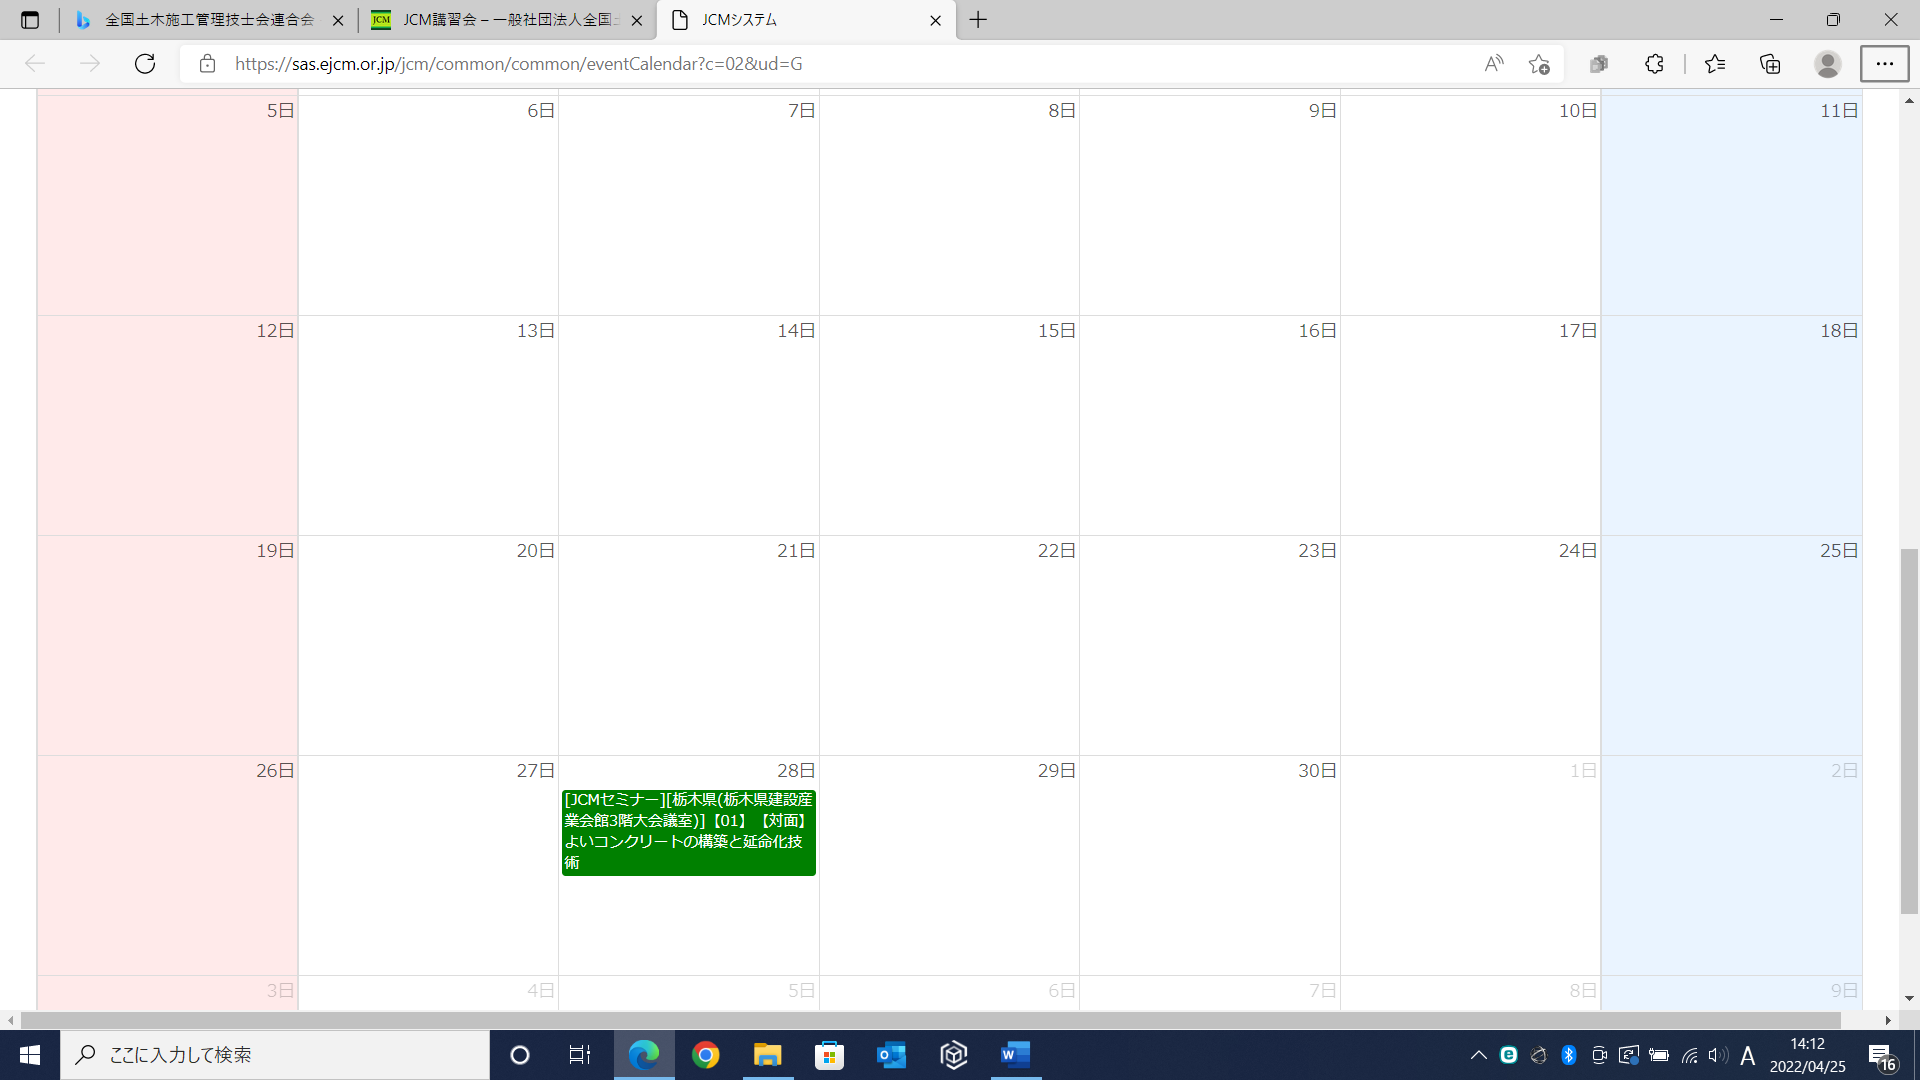 全国土木施工管理技士会連合会
JCM講習会 – 一般社団法人全国
JCMシステム
https://sas.ejcm.or.jp/jcm/common/common/eventCalendar?c=02&ud=G
5日 6日 7日 8日 9日 10日 11日
12日 13日 14日 15日 16日 17日 18日
19日 20日 21日 22日 23日 24日 25日
26日 27日 28日 29日 30日 1日 2日
[JCMセミナー][栃木県(栃木県建設産
業会館3階大会議室)]【01】【対面】
よいコンクリートの構築と延命化技
術
3日 4日 5日 6日 7日 8日 9日
ここに入力して検索
A
14:12
2022/04/25
16